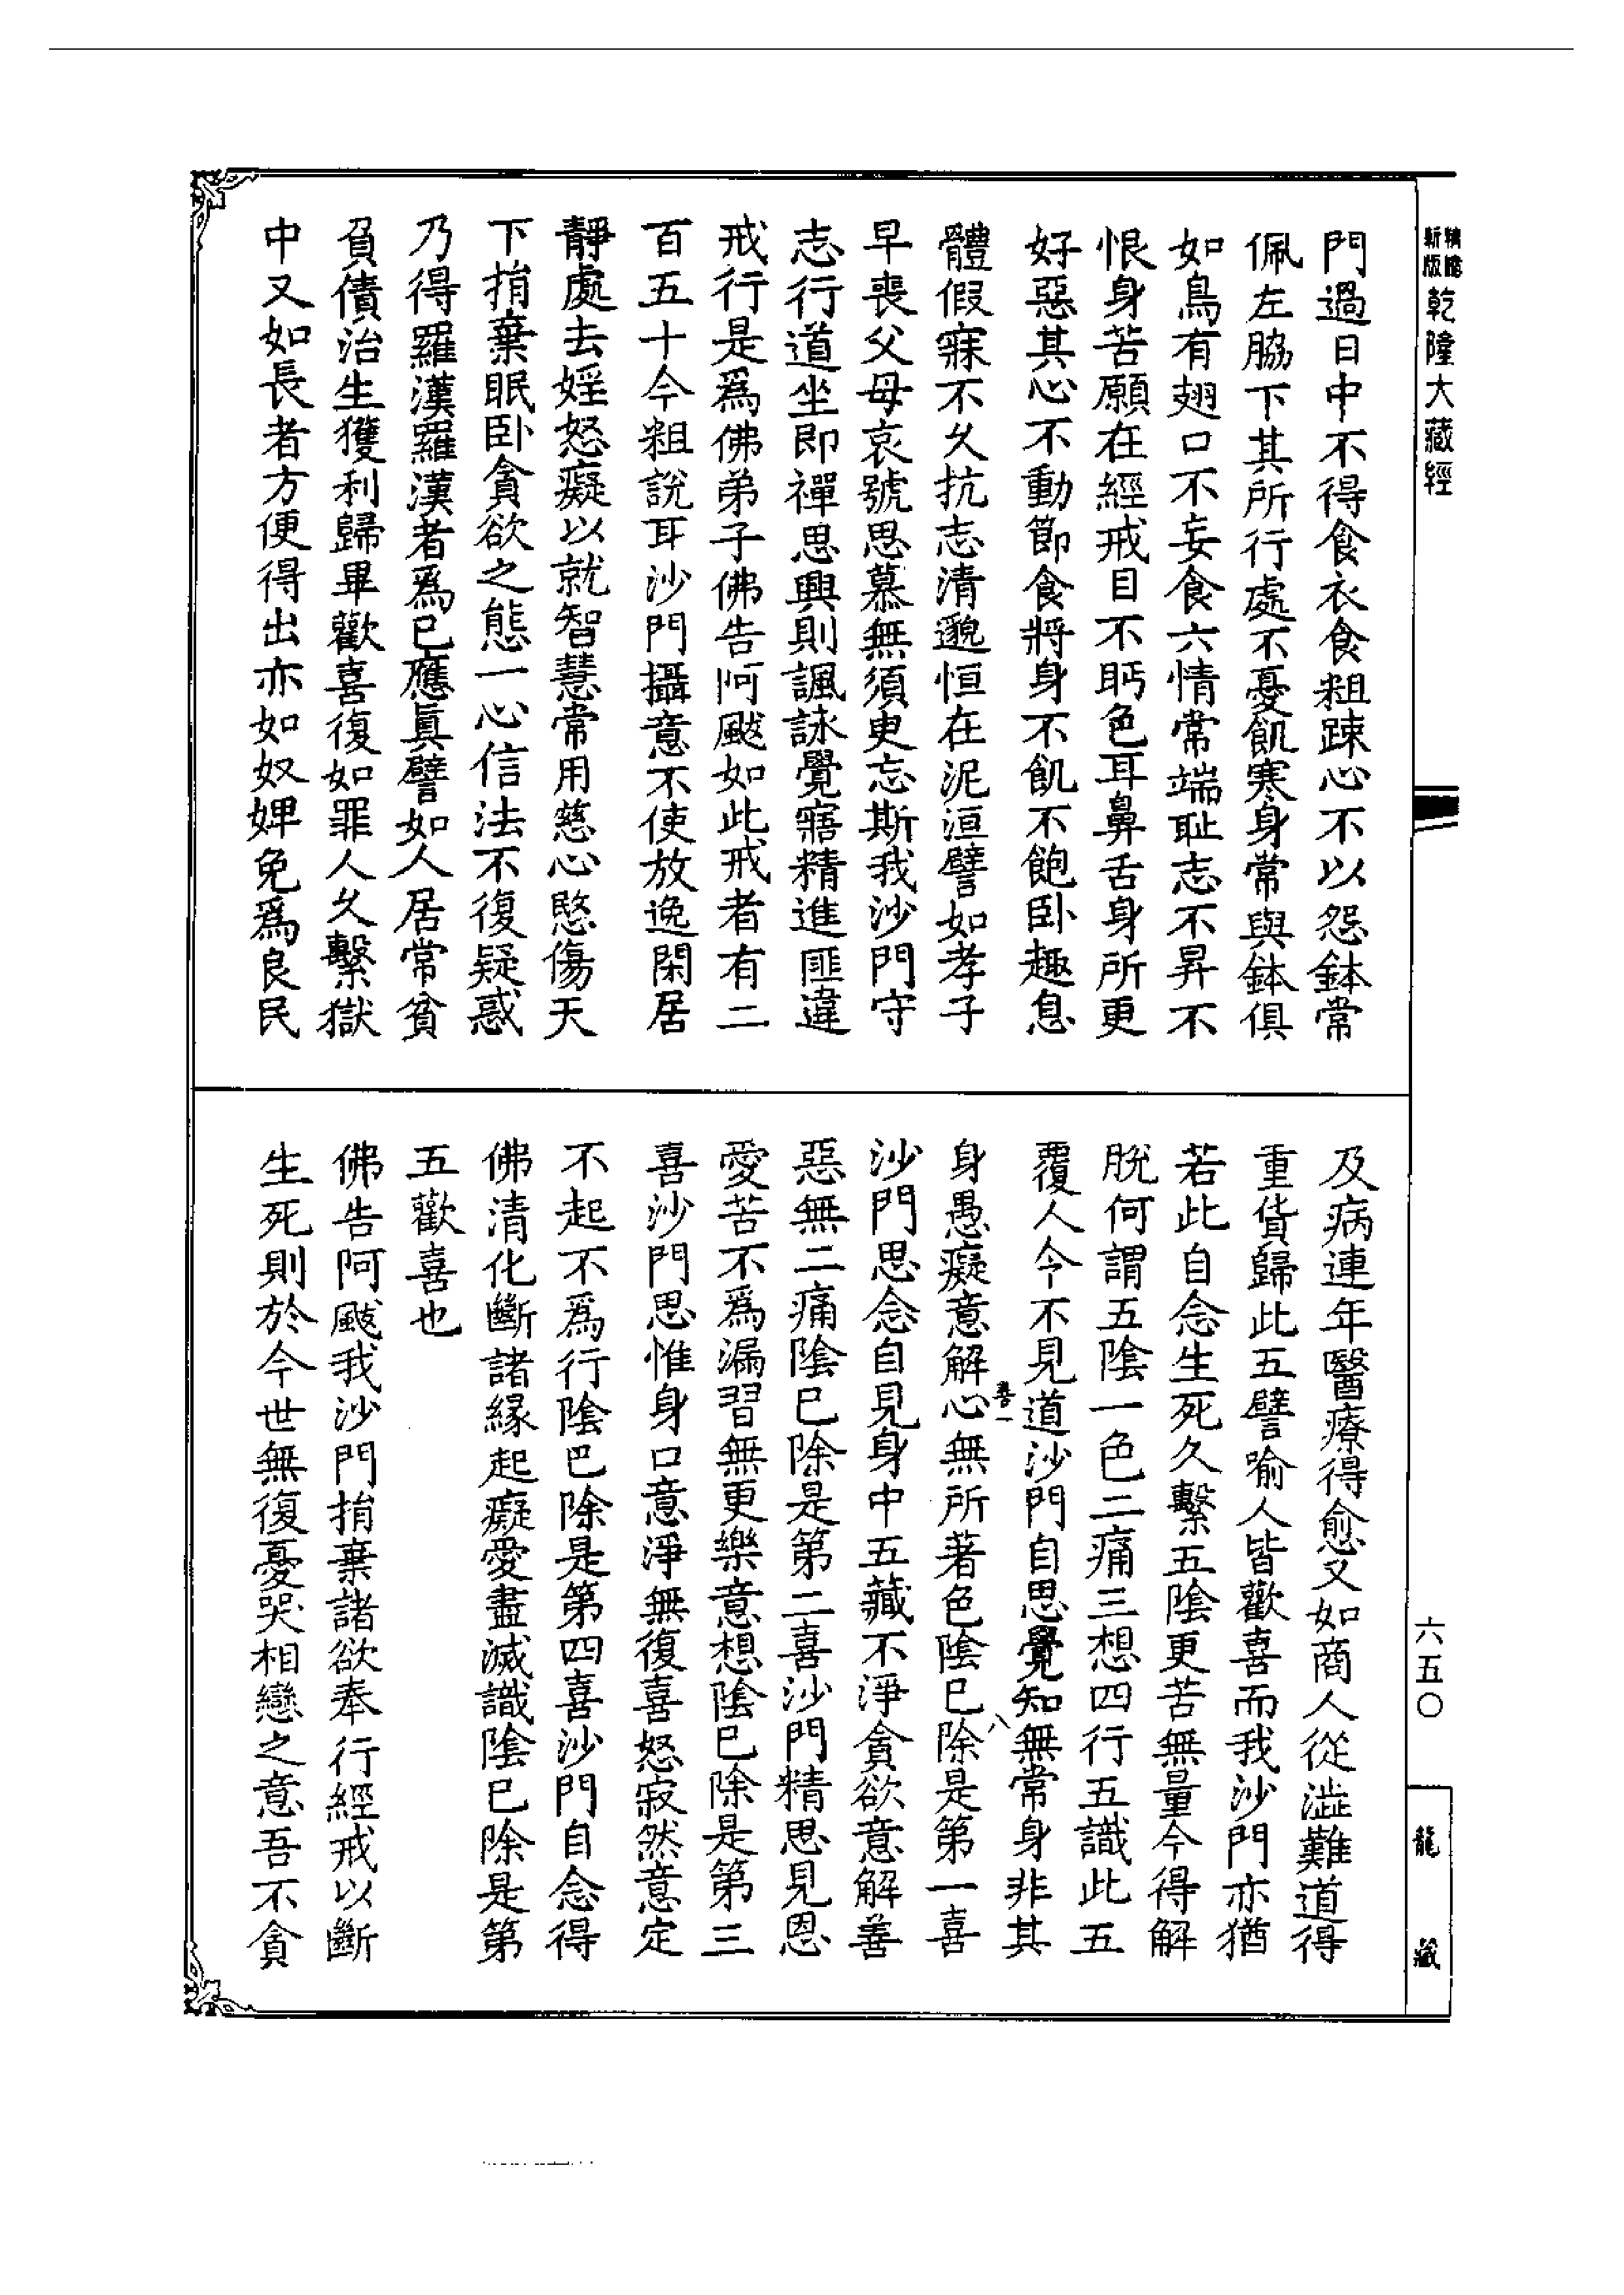 精𨮁新版乾隆大藏經
門過日中不得食衣食粗踈心不以怨鉢常
佩左脇下其所行處不憂飢寒身常與鉢俱
如鳥有翅口不妄食六情常端耻志不昇不
恨身苦願在經戒目不眄色耳鼻舌身所更
好惡其心不動節食將身不飢不飽卧趣息
體假寐不久抗志清邈恒在泥洹譬如孝子
早喪父母哀號思慕無須臾忘斯我沙門守
志行道坐即禪思興則諷詠覺寤精進匪違
戒行是爲佛弟子佛告阿颰如此戒者有二
百五十今粗說耳沙門攝意不使放逸閑居
靜處去婬怒癡以就智慧常用慈心愍傷天
下捐棄眠卧貪欲之態一心信法不復疑惑
乃得羅漢羅漢者爲已應眞譬如人居常貧
負債治生獲利歸畢歡喜復如罪人久繫獄
中又如長者方便得出亦如奴婢免爲良民
及病連年醫療得愈又如商人從澁難道得
重貨歸此五譬喻人皆歡喜而我沙門亦猶
若此自念生死久繫五陰更苦無量今得解
脫何謂五陰一色二痛三想四行五識此五
覆人令不見道沙門自思覺知無常身非其
身愚癡意解心無所著色陰已除是第一喜
沙門思念自見身中五藏不淨貪欲意解善
惡無二痛陰已除是第二喜沙門精思見恩
愛苦不爲漏習無更樂意想陰已除是第三
喜沙門思惟身口意淨無復喜怒寂然意定
不起不爲行陰已除是第四喜沙門自念得
佛清化斷諸緣起癡愛盡滅識陰已除是第
五歡喜也
佛告阿颰我沙門捐棄諸欲奉行經戒以斷
生死則於今世無復憂哭相戀之意吾不貪
八
六五〇
龍藏